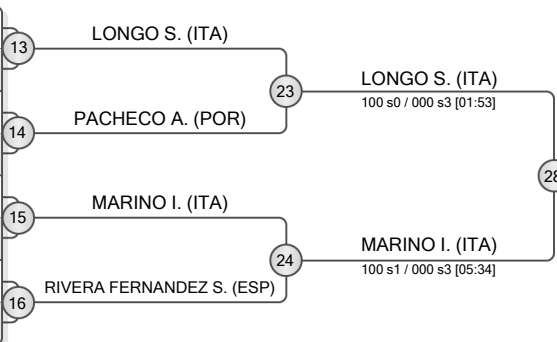 LONGO S. (ITA)
13
23
LONGO S. (ITA)
100 s0 / 000 s3 [01:53]
PACHECO A. (POR)
14
28
MARINO I. (ITA)
15
24
MARINO I. (ITA)
100 s1 / 000 s3 [05:34]
RIVERA FERNANDEZ S. (ESP)
16